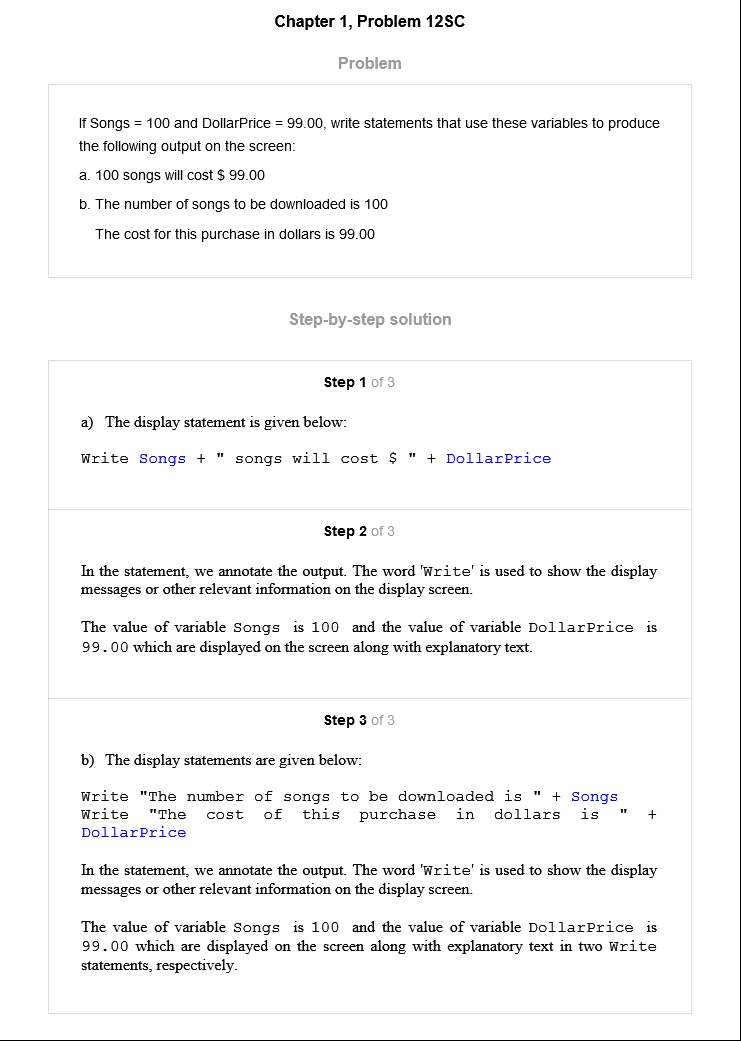 Chapter 1, Problem 12SC
Problem
If Songs = 100 and DollarPrice = 99.00, write statements that use these variables to produce
the following output on the screen:
a. 100 songs will cost $ 99.00
b. The number of songs to be downloaded is 100
The cost for this purchase in dollars is 99.00
Step-by-step solution
Step 1 of 3
a) The display statement is given below:
Write Songs + " songs will cost $ " + DollarPrice
Step 2 of 3
In the statement, we annotate the output. The word 'Write' is used to show the display
messages or other relevant information on the display screen.
The value of variable Songs is 100 and the value of variable DollarPrice is
99.00 which are displayed on the screen along with explanatory text.
Step 3 of 3
b) The display statements are given below:
Write "The number of songs to be downloaded is " + Songs
Write "The cost of this purchase in dollars is " +
DollarPrice
In the statement, we annotate the output. The word 'Write' is used to show the display
messages or other relevant information on the display screen.
The value of variable Songs is 100 and the value of variable DollarPrice is
99.00 which are displayed on the screen along with explanatory text in two Write
statements, respectively.